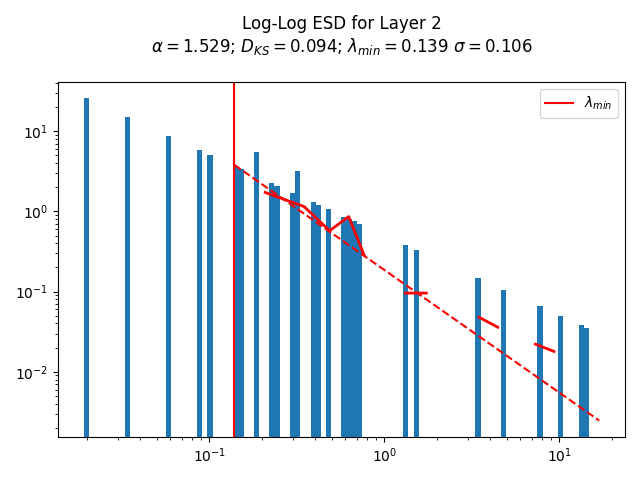 Log-Log ESD for Layer 2
α = 1.529; D_KS = 0.094; λ_min = 0.139 σ = 0.106
λ_min
10^1
10^0
10^-1
10^-2
10^-1 10^0 10^1